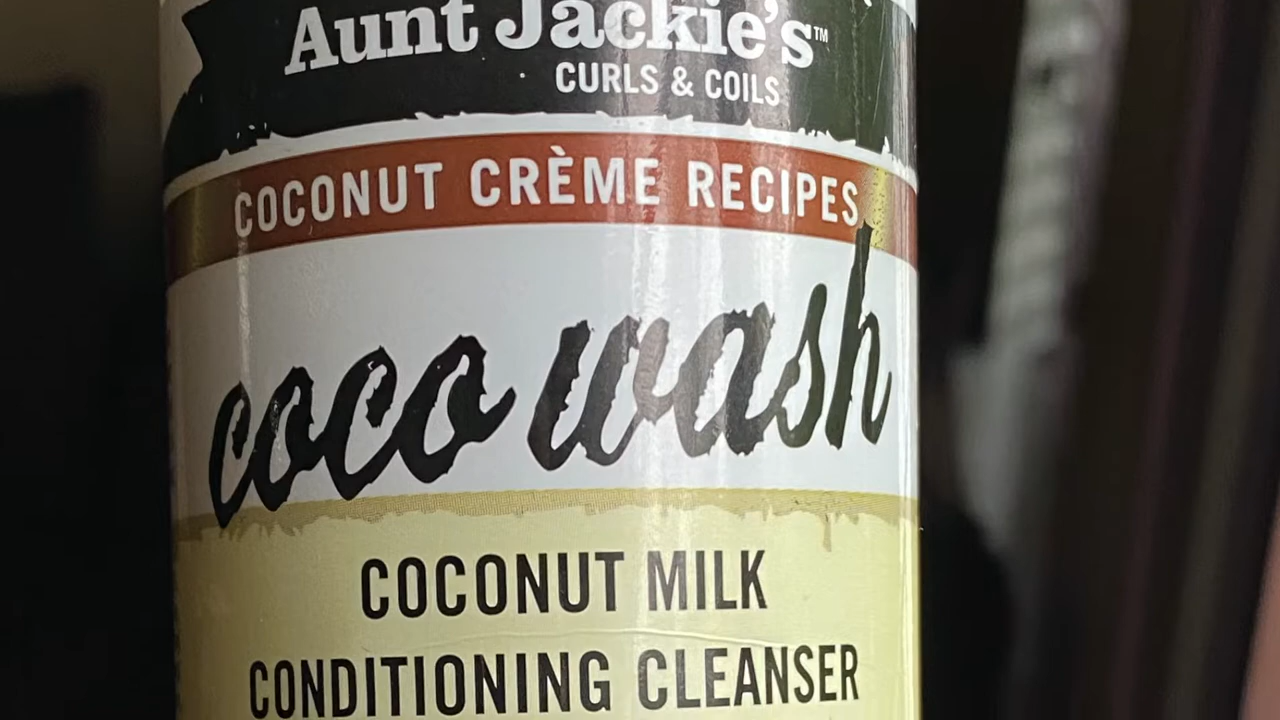 Aunt Jackie's™
CURLS & COILS
COCONUT CRÈME RECIPES
coco wash
COCONUT MILK
CONDITIONING CLEANSER